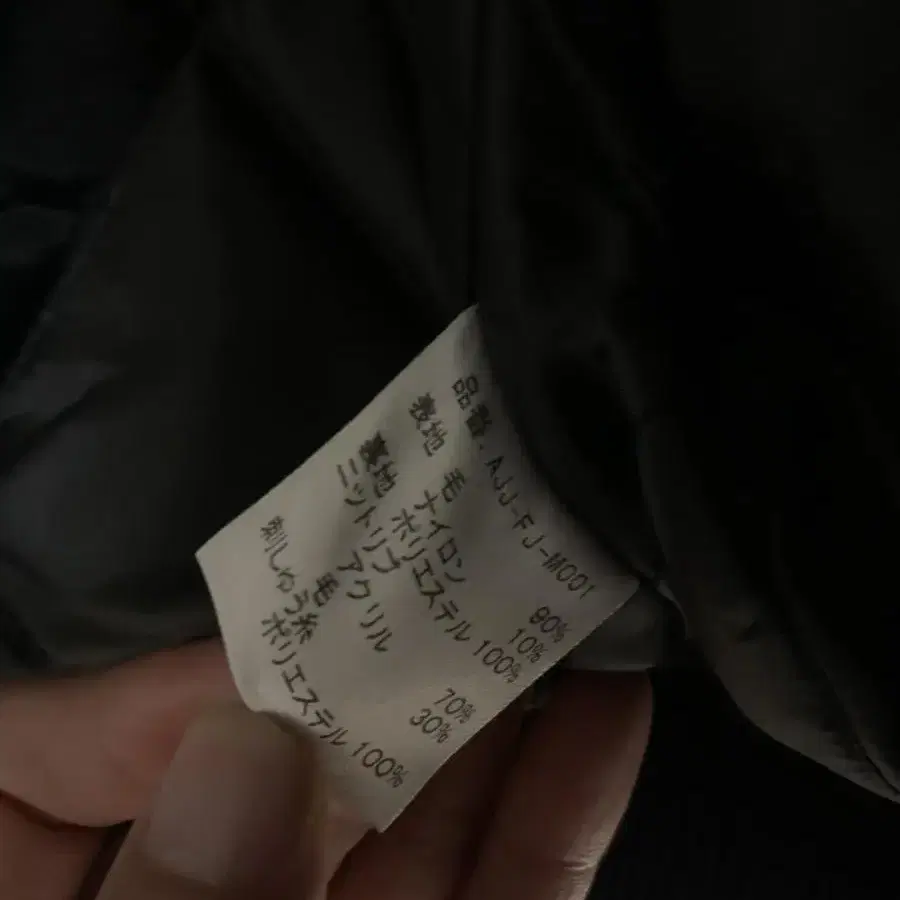 品番. AJJ-FJ-M001
表地 毛 90%
ナイロン 10%
裏地 ポリエステル 100%
ニットリブ
アクリル 70%
毛 30%
刺しゅう糸
ポリエステル 100%